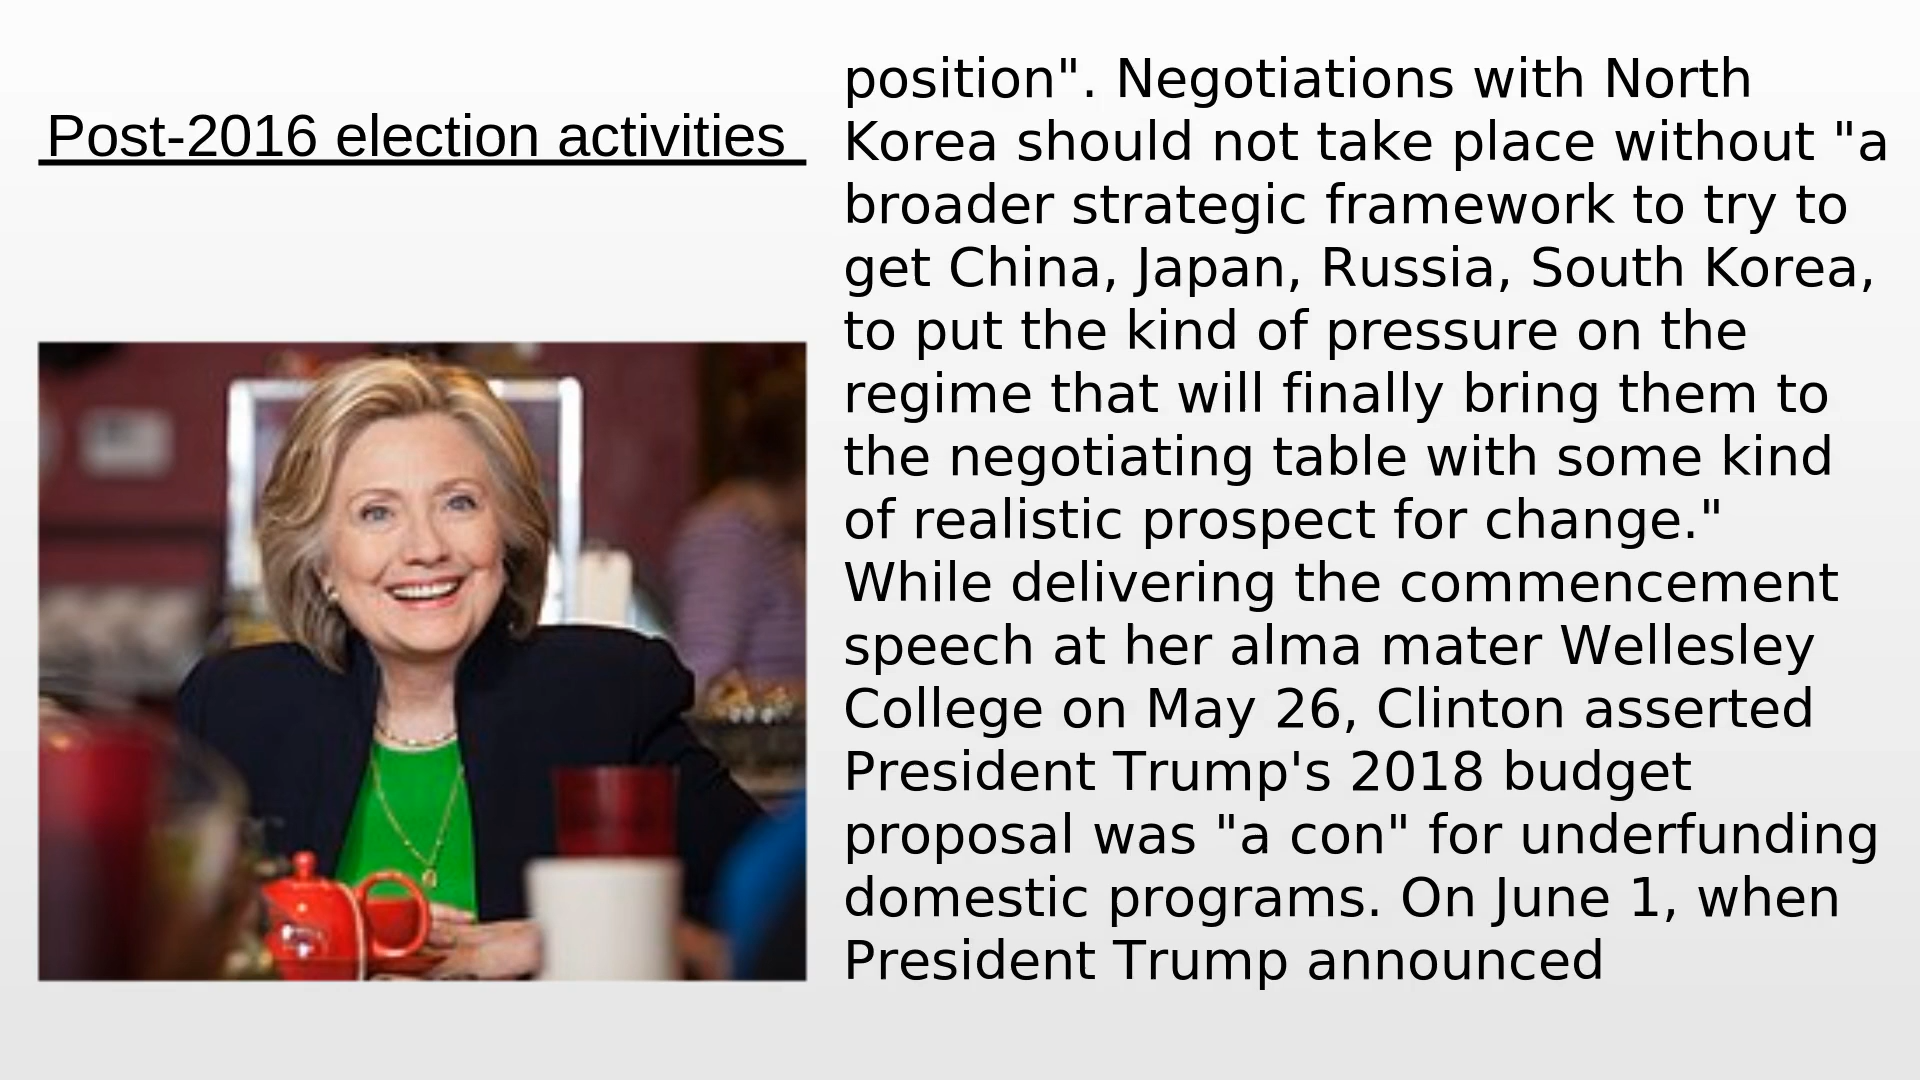 Post-2016 election activities
position". Negotiations with North
Korea should not take place without "a
broader strategic framework to try to
get China, Japan, Russia, South Korea,
to put the kind of pressure on the
regime that will finally bring them to
the negotiating table with some kind
of realistic prospect for change."
While delivering the commencement
speech at her alma mater Wellesley
College on May 26, Clinton asserted
President Trump's 2018 budget
proposal was "a con" for underfunding
domestic programs. On June 1, when
President Trump announced